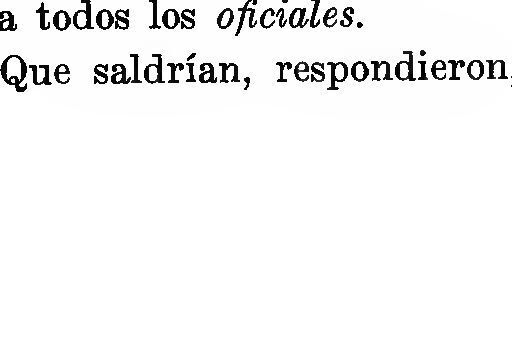 a todos los oficiales.
Que saldrían, respondieron,